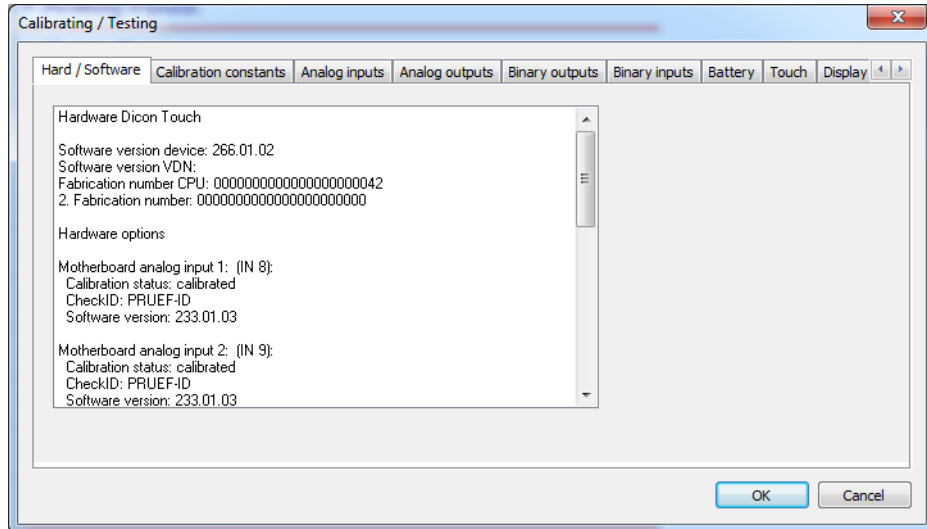 Calibrating / Testing
Hard / Software Calibration constants Analog inputs Analog outputs Binary outputs Binary inputs Battery Touch Display
Hardware Dicon Touch
Software version device: 266.01.02
Software version VDN:
Fabrication number CPU: 0000000000000000000042
2. Fabrication number: 0000000000000000000000
Hardware options
Motherboard analog input 1: (IN 8):
Calibration status: calibrated
CheckID: PRUEF-ID
Software version: 233.01.03
Motherboard analog input 2: (IN 9):
Calibration status: calibrated
CheckID: PRUEF-ID
Software version: 233.01.03
OK Cancel